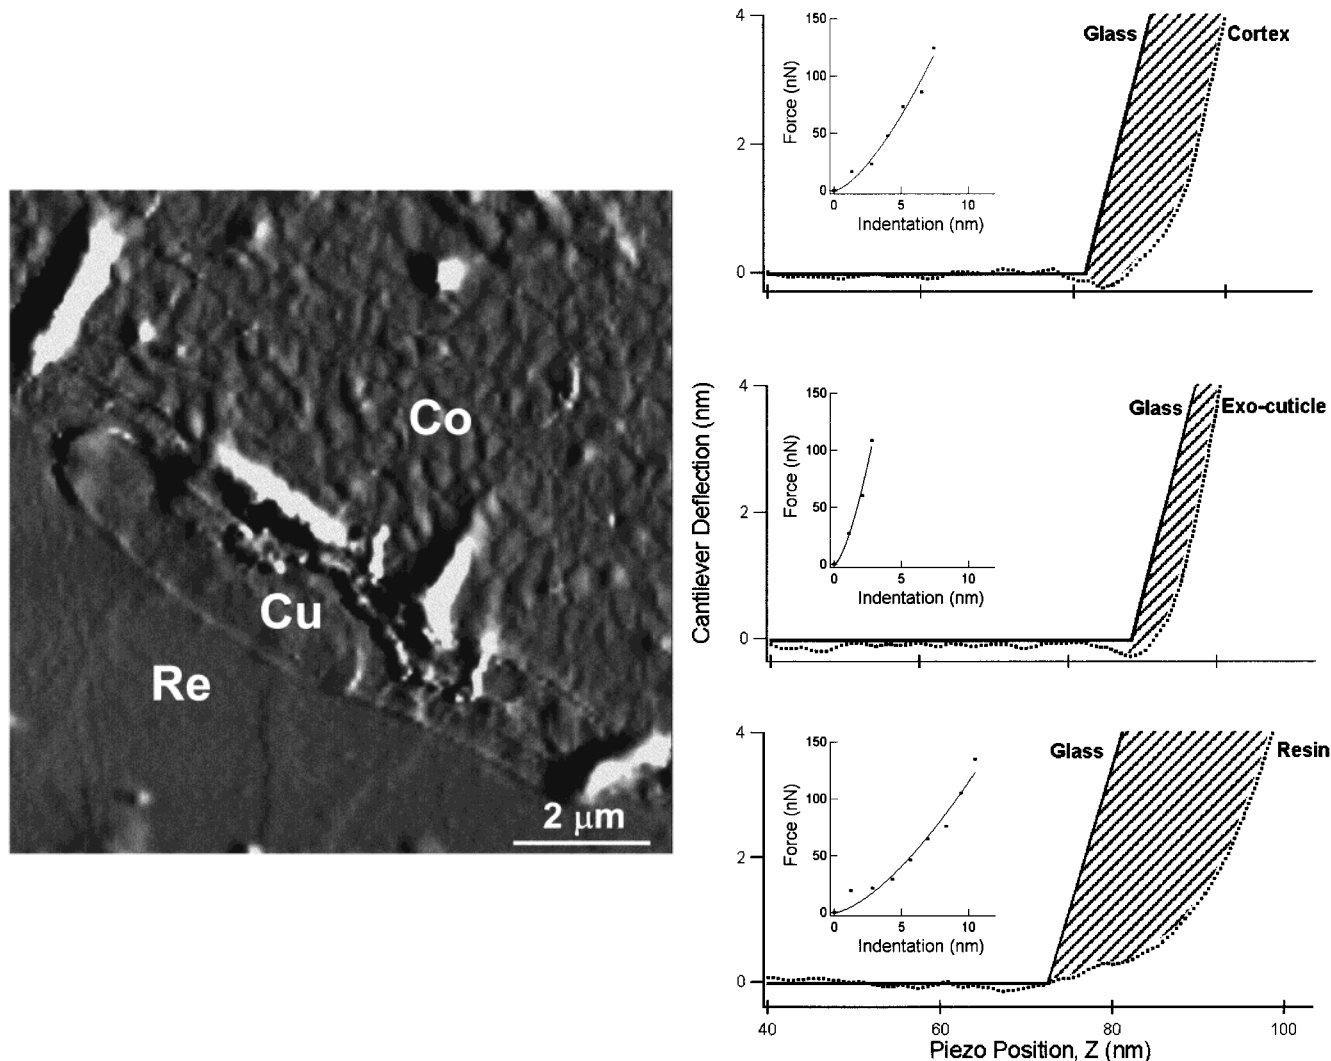 Co
Cu
Re
2 μm
Cantilever Deflection (nm)
4
2
0
Glass
Cortex
Force (nN)
150
100
50
0
0 5 10
Indentation (nm)
4
2
0
Glass
Exo-cuticle
Force (nN)
150
100
50
0
0 5 10
Indentation (nm)
4
2
0
Glass
Resin
Force (nN)
150
100
50
0
0 5 10
Indentation (nm)
40 60 80 100
Piezo Position, Z (nm)